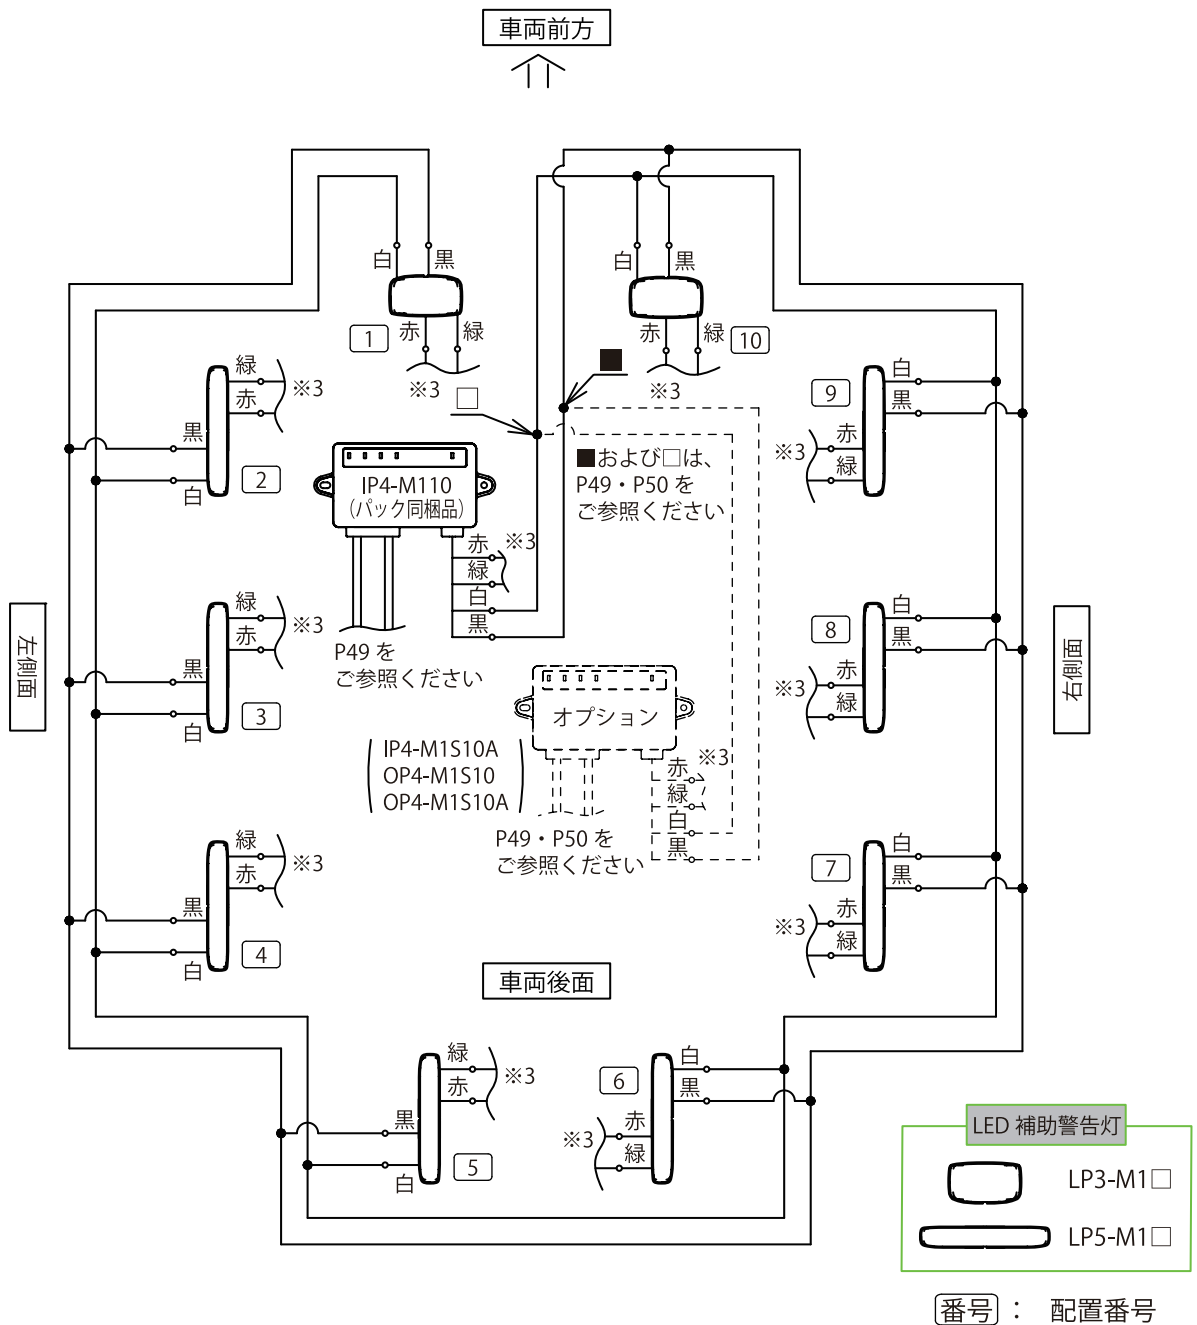 車両前方
白
黒
1
赤
緑
※3
白
黒
赤
緑
10
※3
■
□
緑
※3
赤
黒
2
白
白
9
黒
赤
※3
緑
■および□は、
P49・P50 を
ご参照ください
IP4-M110
(パック同梱品)
赤
※3
緑
白
黒
P49 を
ご参照ください
左側面
緑
※3
赤
黒
3
白
白
8
黒
赤
※3
緑
右側面
オプション
IP4-M1S10A
OP4-M1S10
OP4-M1S10A
赤
※3
緑
白
黒
P49・P50 を
ご参照ください
緑
※3
赤
黒
4
白
白
7
黒
赤
※3
緑
車両後面
緑
※3
赤
黒
5
白
白
6
黒
赤
※3
緑
LED 補助警告灯
LP3-M1□
LP5-M1□
番号 : 配置番号